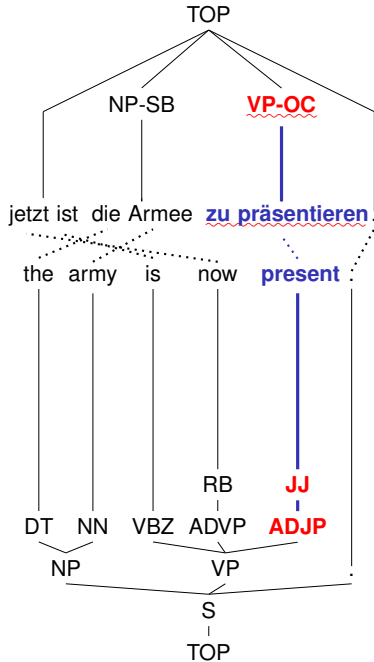 TOP
NP-SB VP-OC
jetzt ist die Armee zu präsentieren .
the army is now present .
RB JJ
DT NN VBZ ADVP ADJP
NP VP .
S
TOP